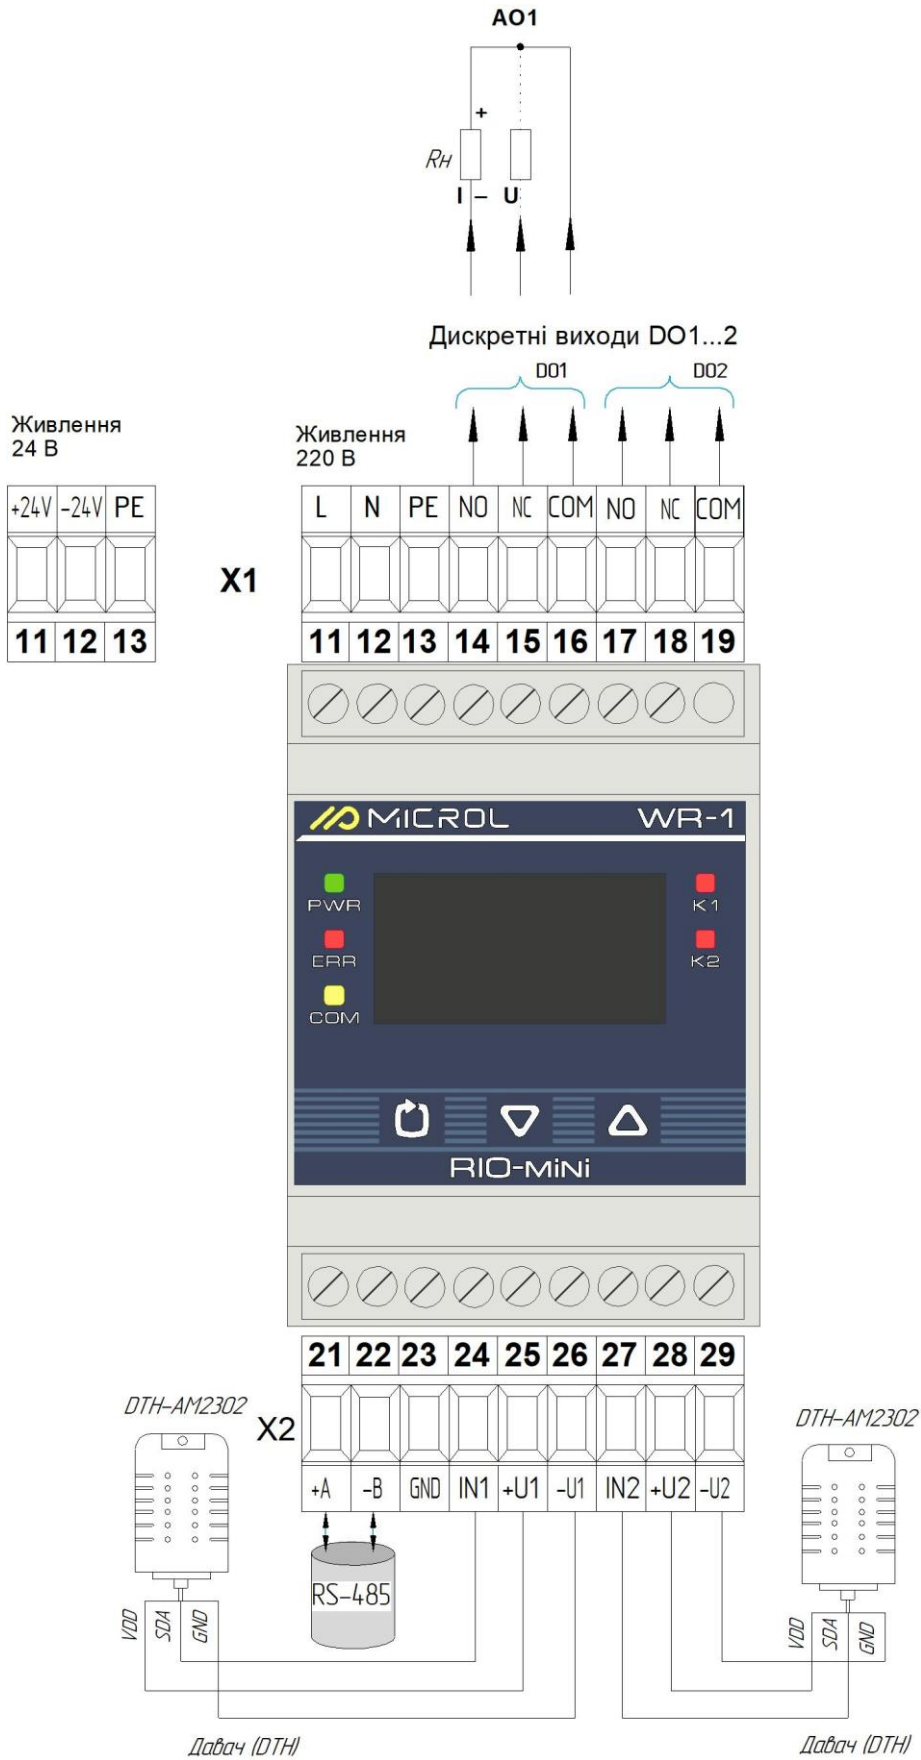 AO1
+
Rн
I – U
Дискретні виходи DO1...2
DO1 DO2
Живлення
24 В
Живлення
220 В
+24V -24V PE
L N PE NO NC COM NO NC COM
X1
11 12 13
11 12 13 14 15 16 17 18 19
MICROL WR-1
PWR K1
ERR K2
COM
RIO-MiNi
21 22 23 24 25 26 27 28 29
DTH-AM2302
DTH-AM2302
X2
+A -B GND IN1 +U1 -U1 IN2 +U2 -U2
RS-485
VDD SDA GND
VDD SDA GND
Давач (DTH)
Давач (DTH)